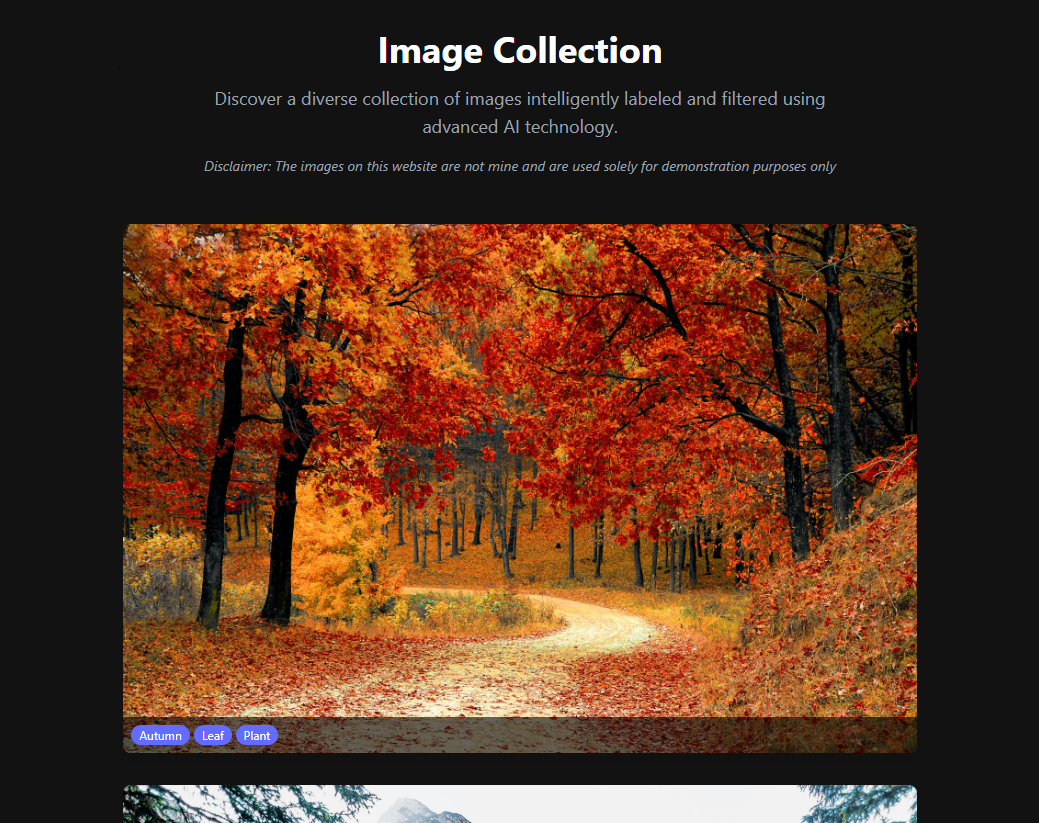 Image Collection
Discover a diverse collection of images intelligently labeled and filtered using
advanced AI technology.
Disclaimer: The images on this website are not mine and are used solely for demonstration purposes only
Autumn Leaf Plant